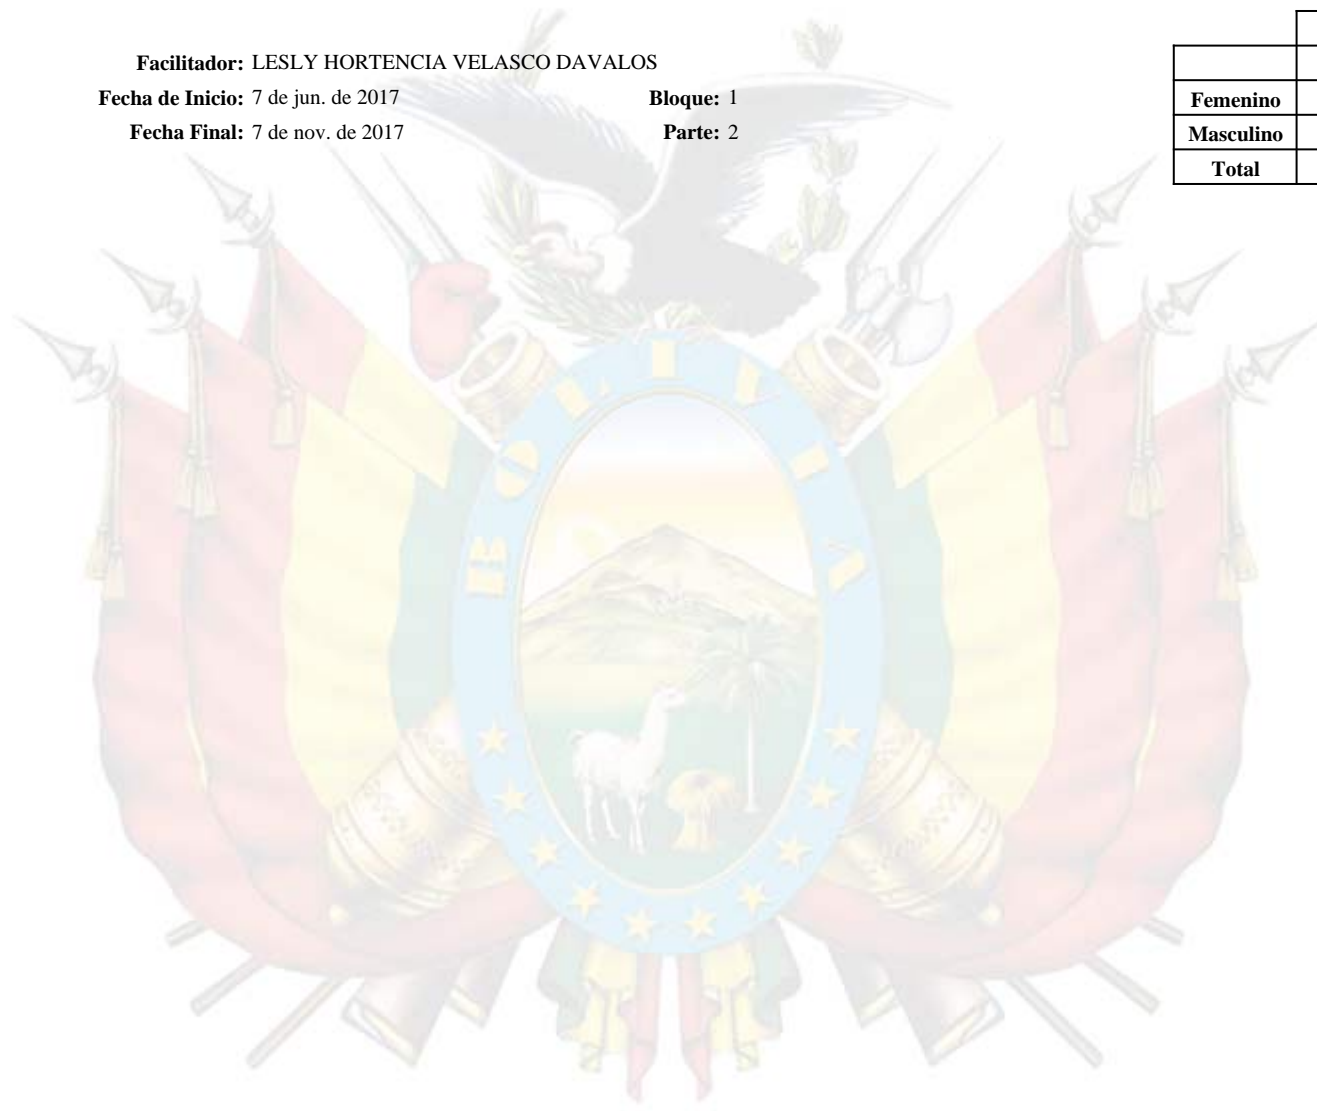 Facilitador: LESLY HORTENCIA VELASCO DAVALOS
Fecha de Inicio: 7 de jun. de 2017 Bloque: 1
Fecha Final: 7 de nov. de 2017 Parte: 2
Femenino
Masculino
Total
BOLIVIA